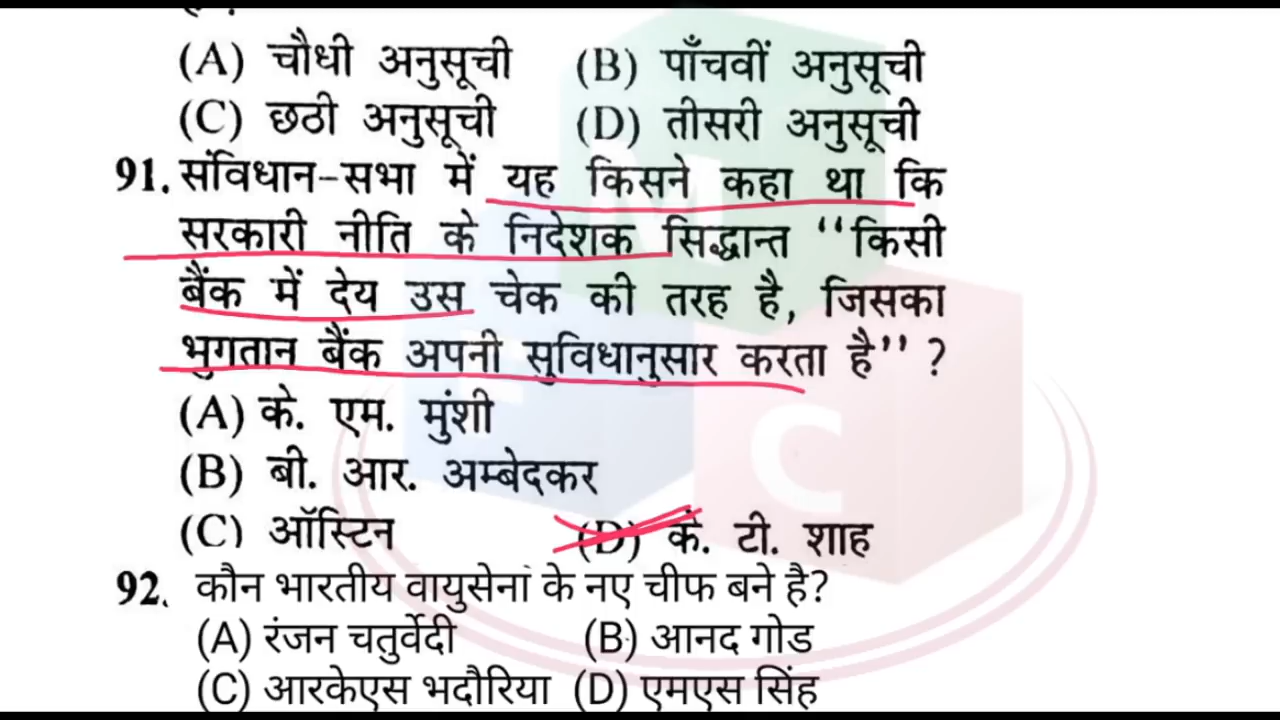 (A) चौधी अनुसूची (B) पाँचवीं अनुसूची
(C) छठी अनुसूची (D) तीसरी अनुसूची
91. संविधान-सभा में यह किसने कहा था कि
सरकारी नीति के निदेशक सिद्धान्त ‘‘किसी
बैंक में देय उस चेक की तरह है, जिसका
भुगतान बैंक अपनी सुविधानुसार करता है’’ ?
(A) के. एम. मुंशी
(B) बी. आर. अम्बेदकर
(C) ऑस्टिन (D) के. टी. शाह
92. कौन भारतीय वायुसेना के नए चीफ बने है?
(A) रंजन चतुर्वेदी (B) आनद गोड
(C) आरकेएस भदौरिया (D) एमएस सिंह
M
C